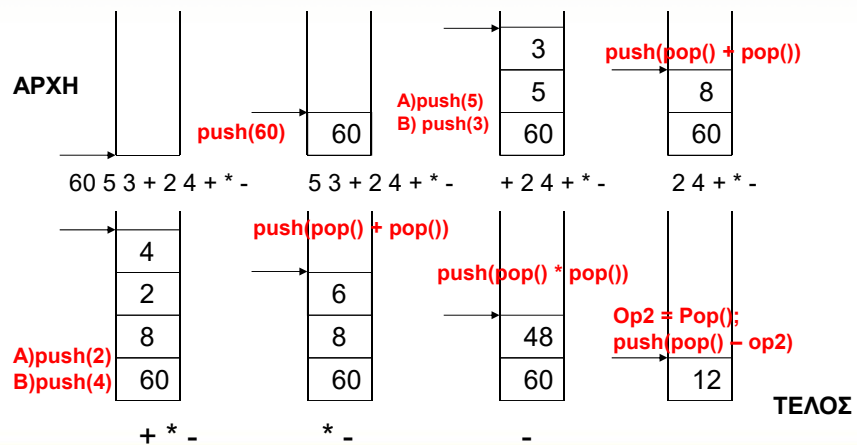 ΑΡΧΗ
push(60)
60
A)push(5)
B) push(3)
3
5
60
push(pop() + pop())
8
60
60 5 3 + 2 4 + * -
5 3 + 2 4 + * -
+ 2 4 + * -
2 4 + * -
A)push(2)
B)push(4)
4
2
8
60
push(pop() + pop())
6
8
60
push(pop() * pop())
48
60
Op2 = Pop();
push(pop() – op2)
12
ΤΕΛΟΣ
+ * -
* -
-